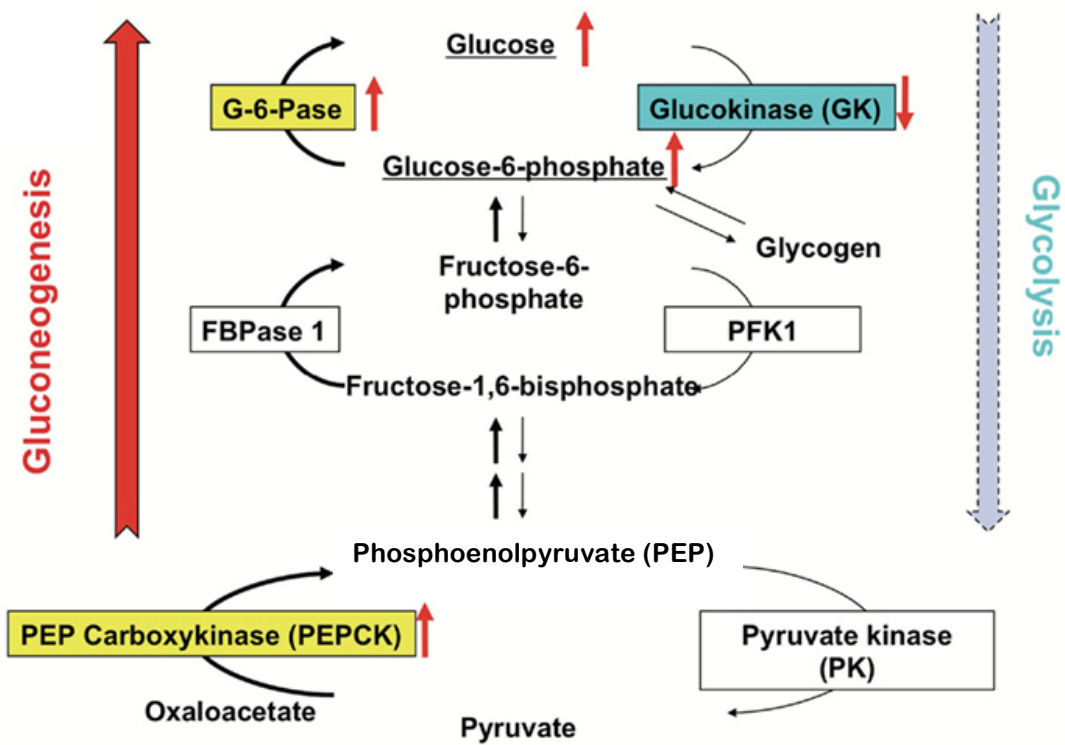 Glucose
G-6-Pase
Glucokinase (GK)
Glucose-6-phosphate
Gluconeogenesis
Glycolysis
Glycogen
Fructose-6-
phosphate
FBPase 1
PFK1
Fructose-1,6-bisphosphate
Phosphoenolpyruvate (PEP)
PEP Carboxykinase (PEPCK)
Pyruvate kinase
(PK)
Oxaloacetate
Pyruvate